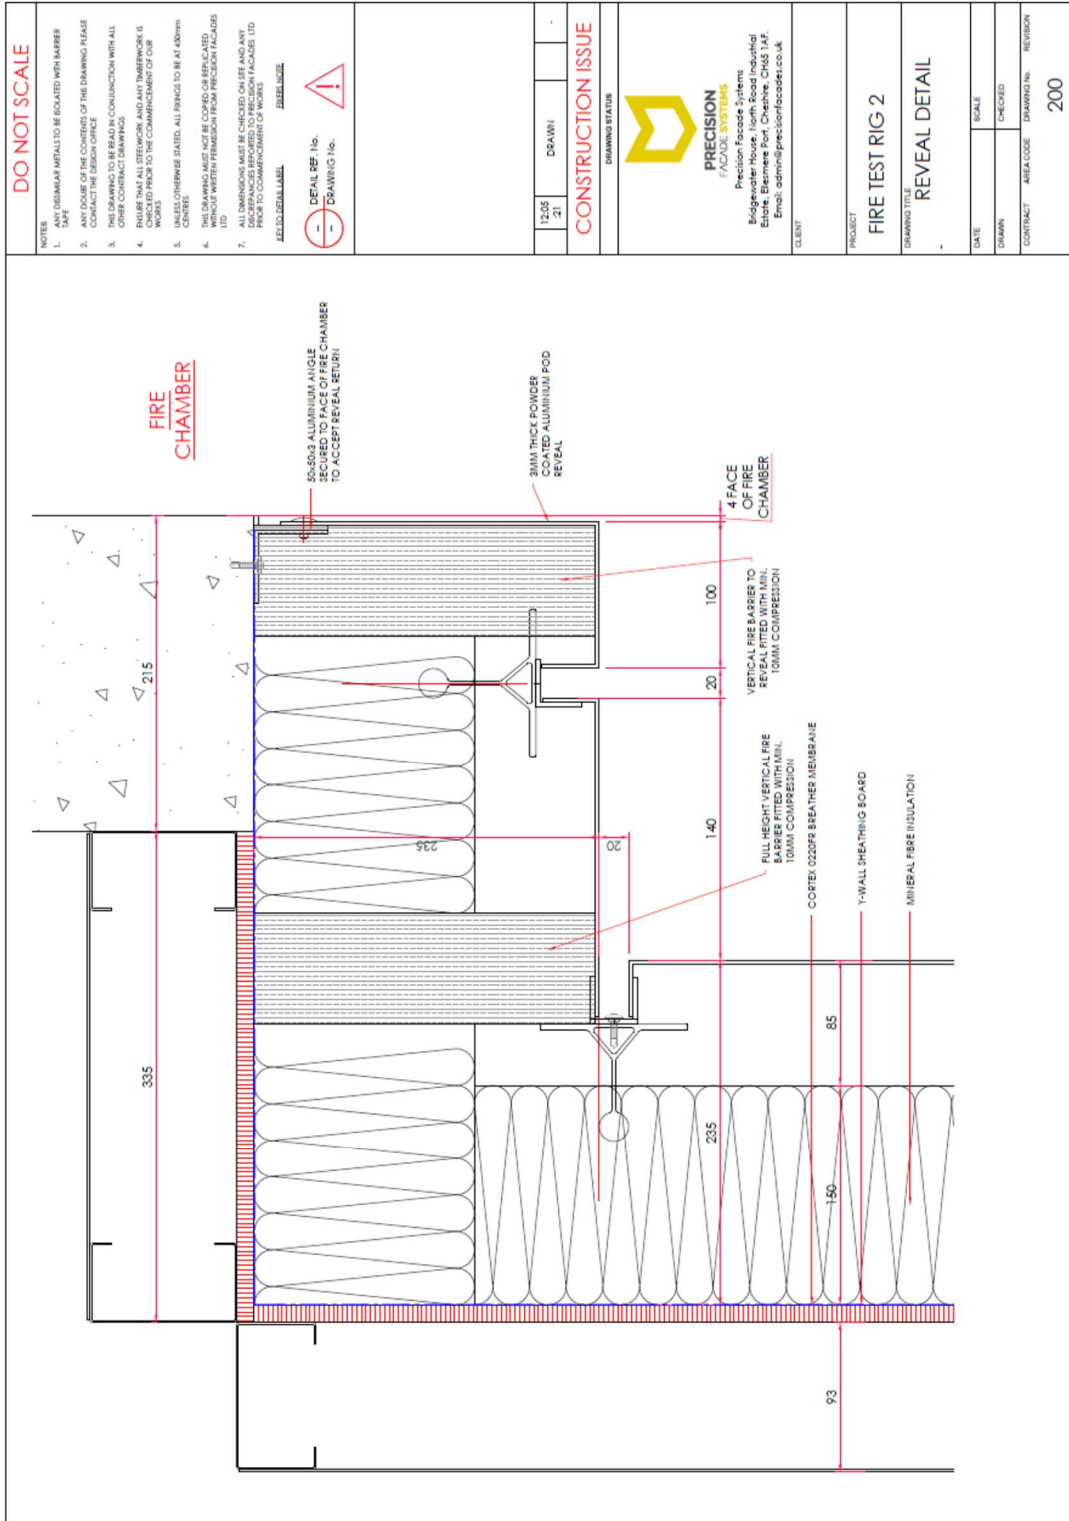 DO NOT SCALE
NOTES
1. ANY DISSIMILAR METALS TO BE ISOLATED WITH BARRIER
TAPE
2. ANY DOUBT OF THE CONTENTS OF THIS DRAWING PLEASE
CONTACT THE DESIGN OFFICE
3. THIS DRAWING TO BE READ IN CONJUNCTION WITH ALL
OTHER CONTRACT DRAWINGS
4. ENSURE THAT ALL STEELWORK AND ANY TIMBERWORK IS
CHECKED PRIOR TO THE COMMENCEMENT OF OUR
WORKS
5. UNLESS OTHERWISE STATED, ALL FIXINGS TO BE AT 450mm
CENTRES
6. THIS DRAWING MUST NOT BE COPIED OR REPLICATED
WITHOUT WRITTEN PERMISSION FROM PRECISION FACADES
LTD
7. ALL DIMENSIONS MUST BE CHECKED ON SITE AND ANY
DISCREPANCIES REPORTED TO PRECISION FACADES LTD
PRIOR TO COMMENCEMENT OF WORKS
KEY TO DETAIL LABEL
FIXERS NOTE
DETAIL REF. No.
DRAWING No.
12:05
:21
DRAWN
CONSTRUCTION ISSUE
DRAWING STATUS
PRECISION
FACADE SYSTEMS
Precision Facade Systems
Bridgewater House, North Road Industrial
Estate, Ellesmere Port, Cheshire, CH65 1AF.
Email: admin@precisionfacades.co.uk
CLIENT
PROJECT
FIRE TEST RIG 2
DRAWING TITLE
REVEAL DETAIL
-
DATE
SCALE
DRAWN
CHECKED
CONTRACT
AREA CODE
DRAWING No.
REVISION
200
FIRE
CHAMBER
50x50x3 ALUMINIUM ANGLE
SECURED TO FACE OF FIRE CHAMBER
TO ACCEPT REVEAL RETURN
3MM THICK POWDER
COATED ALUMINIUM POD
REVEAL
4 FACE
OF FIRE
CHAMBER
VERTICAL FIRE BARRIER TO
REVEAL FITTED WITH MIN.
10MM COMPRESSION
FULL HEIGHT VERTICAL FIRE
BARRIER FITTED WITH MIN.
10MM COMPRESSION
CORTEX 0220FR BREATHER MEMBRANE
Y-WALL SHEATHING BOARD
MINERAL FIBRE INSULATION
335
215
235
20
100
20
140
235
85
150
93